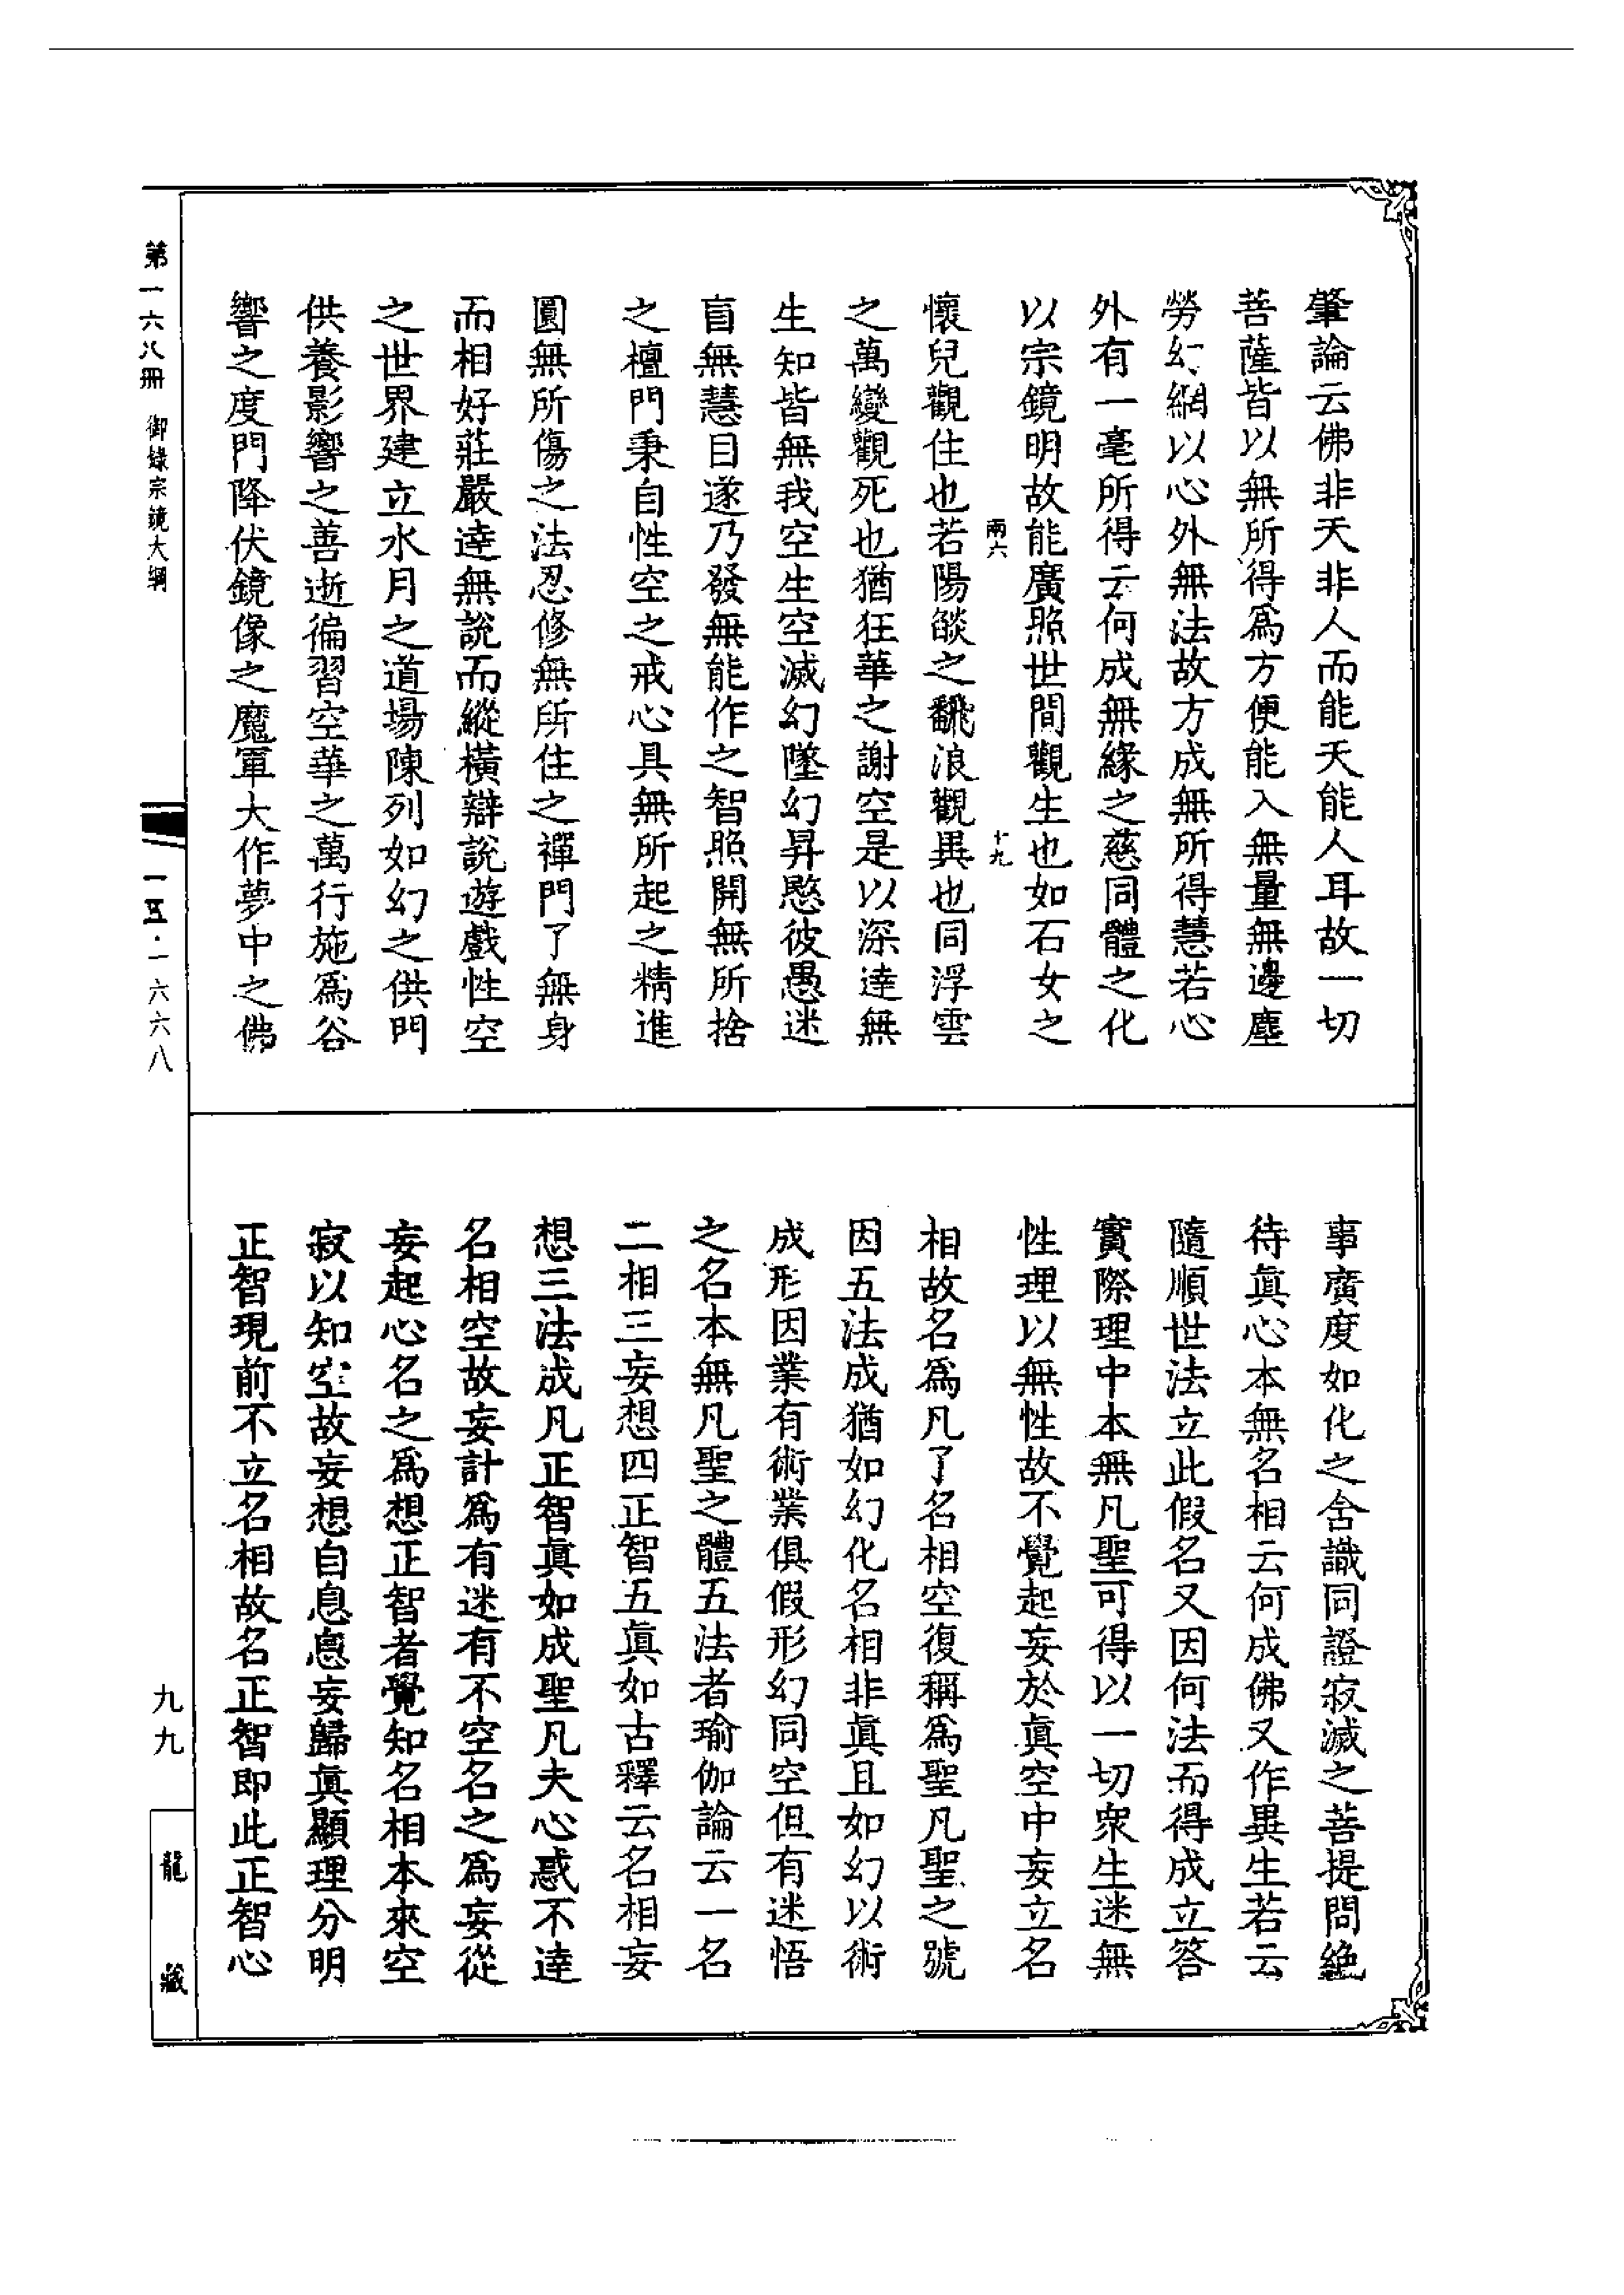 肇論云佛非天非人而能天能人耳故一切
菩薩皆以無所得爲方便能入無量無邊塵
勞幻網以心外無法故方成無所得慧若心
外有一毫所得云何成無緣之慈同體之化
以宗鏡明故能廣照世間觀生也如石女之
兩六
十九
懷兒觀住也若陽燄之飜浪觀異也同浮雲
之萬變觀死也猶狂華之謝空是以深達無
生知皆無我空生空滅幻墜幻昇愍彼愚迷
盲無慧目遂乃發無能作之智照開無所捨
之檀門秉自性空之戒心具無所起之精進
圓無所傷之法忍修無所住之禪門了無身
而相好莊嚴達無說而縱橫辯說遊戲性空
之世界建立水月之道場陳列如幻之供門
供養影響之善逝徧習空華之萬行施爲谷
響之度門降伏鏡像之魔軍大作夢中之佛
事廣度如化之含識同證寂滅之菩提問絕
待眞心本無名相云何成佛又作異生若云
隨順世法立此假名又因何法而得成立答
實際理中本無凡聖可得以一切衆生迷無
性理以無性故不覺起妄於眞空中妄立名
相故名爲凡了名相空復稱爲聖凡聖之號
因五法成猶如幻化名相非眞且如幻以術
成形因業有術業俱假形幻同空但有迷悟
之名本無凡聖之體五法者瑜伽論云一名
二相三妄想四正智五眞如古釋云名相妄
想三法成凡正智眞如成聖凡夫心惑不達
名相空故妄計爲有迷有不空名之爲妄從
妄起心名之爲想正智者覺知名相本來空
寂以知空故妄想自息息妄歸眞顯理分明
正智現前不立名相故名正智即此正智心
第一六八冊 御錄宗鏡大綱
一五·一六六八
九九
龍藏